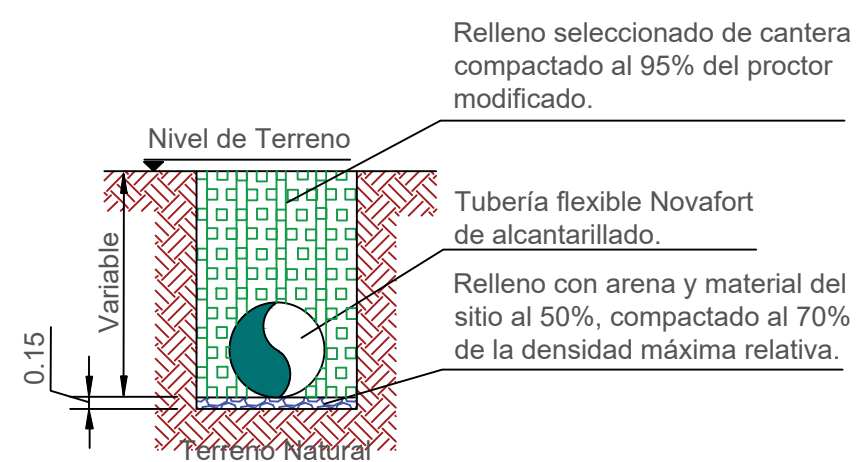 Relleno seleccionado de cantera
compactado al 95% del proctor
modificado.
Nivel de Terreno
Tubería flexible Novafort
de alcantarillado.
Variable
Relleno con arena y material del
sitio al 50%, compactado al 70%
de la densidad máxima relativa.
0.15
Terreno Natural